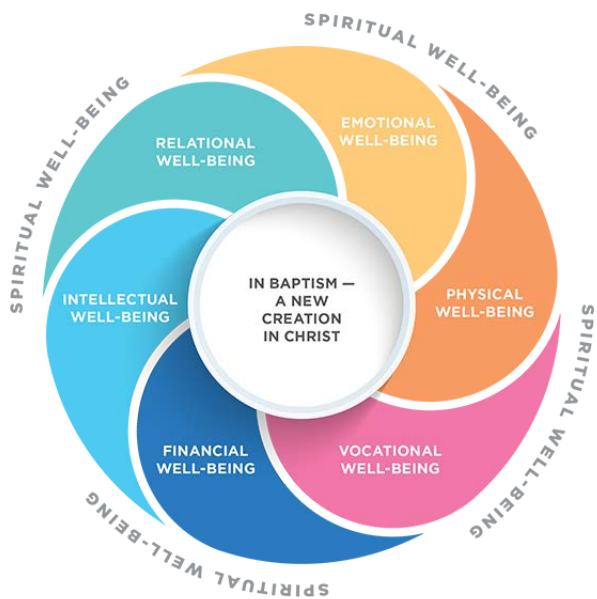 SPIRITUAL WELL-BEING
SPIRITUAL WELL-BEING
EMOTIONAL
WELL-BEING
RELATIONAL
WELL-BEING
IN BAPTISM —
A NEW
CREATION
IN CHRIST
INTELLECTUAL
WELL-BEING
PHYSICAL
WELL-BEING
FINANCIAL
WELL-BEING
VOCATIONAL
WELL-BEING
SPIRITUAL WELL-BEING
SPIRITUAL WELL-BEING